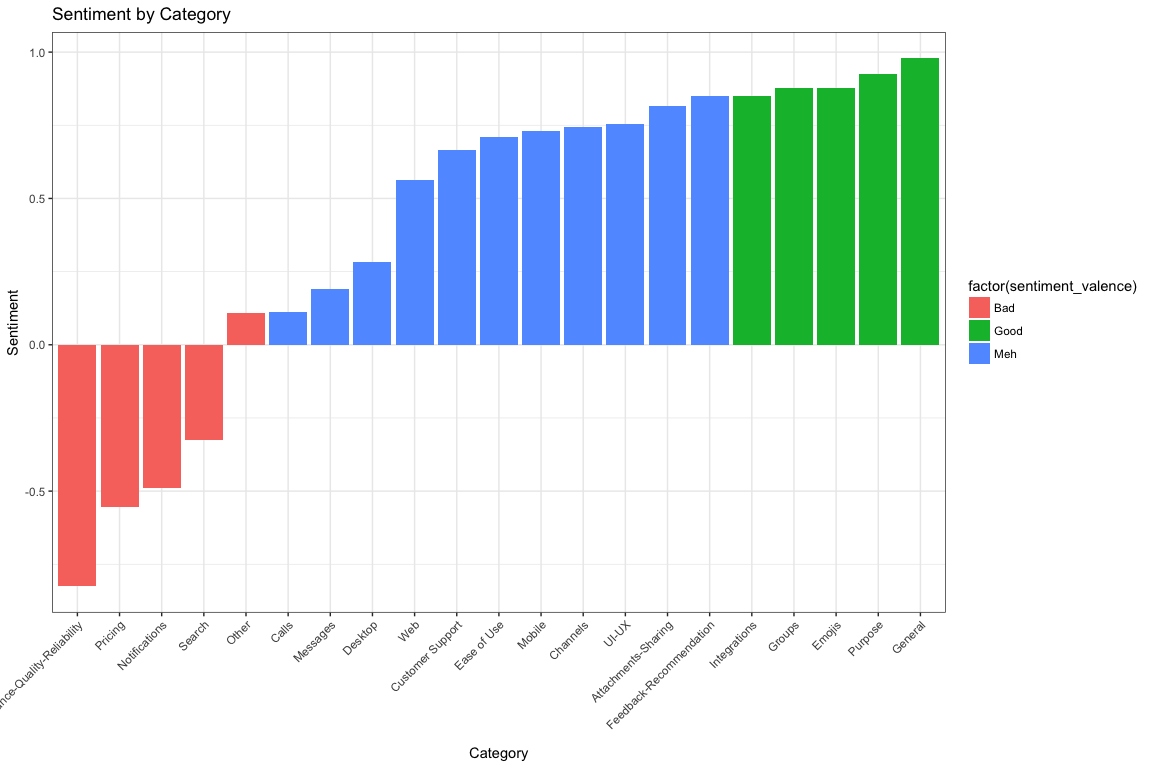 Sentiment by Category
1.0
0.5
0.0
-0.5
Sentiment
-Quality-Reliability
Pricing
Notifications
Search
Other
Calls
Messages
Desktop
Web
Customer Support
Ease of Use
Mobile
Channels
UI-UX
Attachments-Sharing
Feedback-Recommendation
Integrations
Groups
Emojis
Purpose
General
Category
factor(sentiment_valence)
Bad
Good
Meh